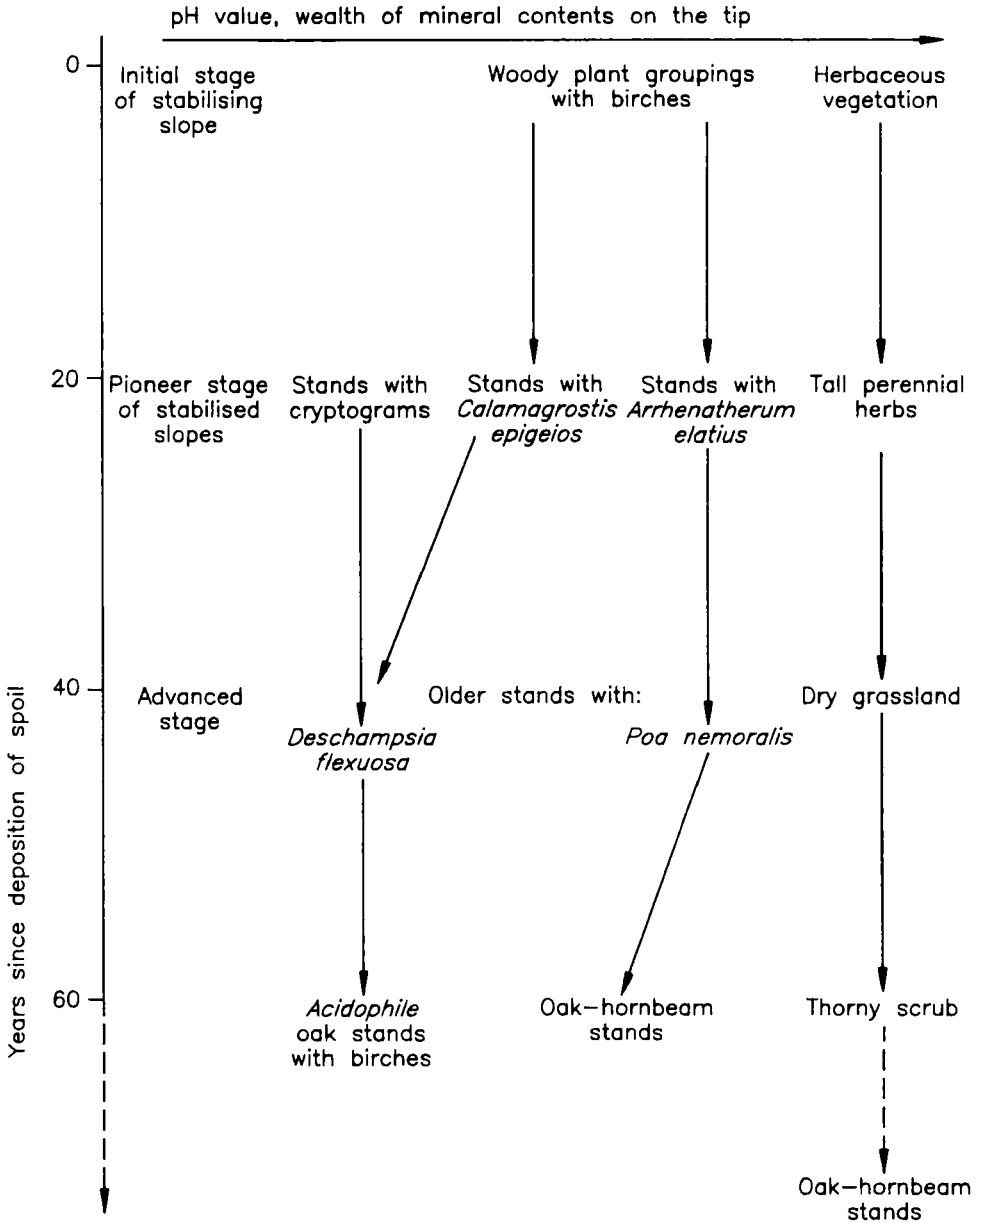 pH value, wealth of mineral contents on the tip
0
Initial stage
of stabilising
slope
Woody plant groupings
with birches
Herbaceous
vegetation
20
Pioneer stage
of stabilised
slopes
Stands with
cryptograms
Stands with
Calamagrostis
epigeios
Stands with
Arrhenatherum
elatius
Tall perennial
herbs
40
Advanced
stage
Older stands with:
Deschampsia
flexuosa
Poa nemoralis
Dry grassland
60
Acidophile
oak stands
with birches
Oak-hornbeam
stands
Thorny scrub
Oak-hornbeam
stands
Years since deposition of spoil